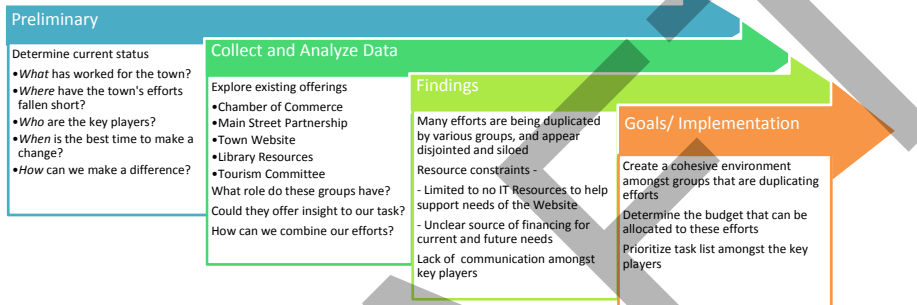 Preliminary
Determine current status
•What has worked for the town?
•Where have the town's efforts
fallen short?
•Who are the key players?
•When is the best time to make a
change?
•How can we make a difference?
Collect and Analyze Data
Explore existing offerings
•Chamber of Commerce
•Main Street Partnership
•Town Website
•Library Resources
•Tourism Committee
What role do these groups have?
Could they offer insight to our task?
How can we combine our efforts?
Findings
Many efforts are being duplicated
by various groups, and appear
disjointed and siloed
Resource constraints -
- Limited to no IT Resources to help
support needs of the Website
- Unclear source of financing for
current and future needs
Lack of communication amongst
key players
Goals/ Implementation
Create a cohesive environment
amongst groups that are duplicating
efforts
Determine the budget that can be
allocated to these efforts
Prioritize task list amongst the key
players